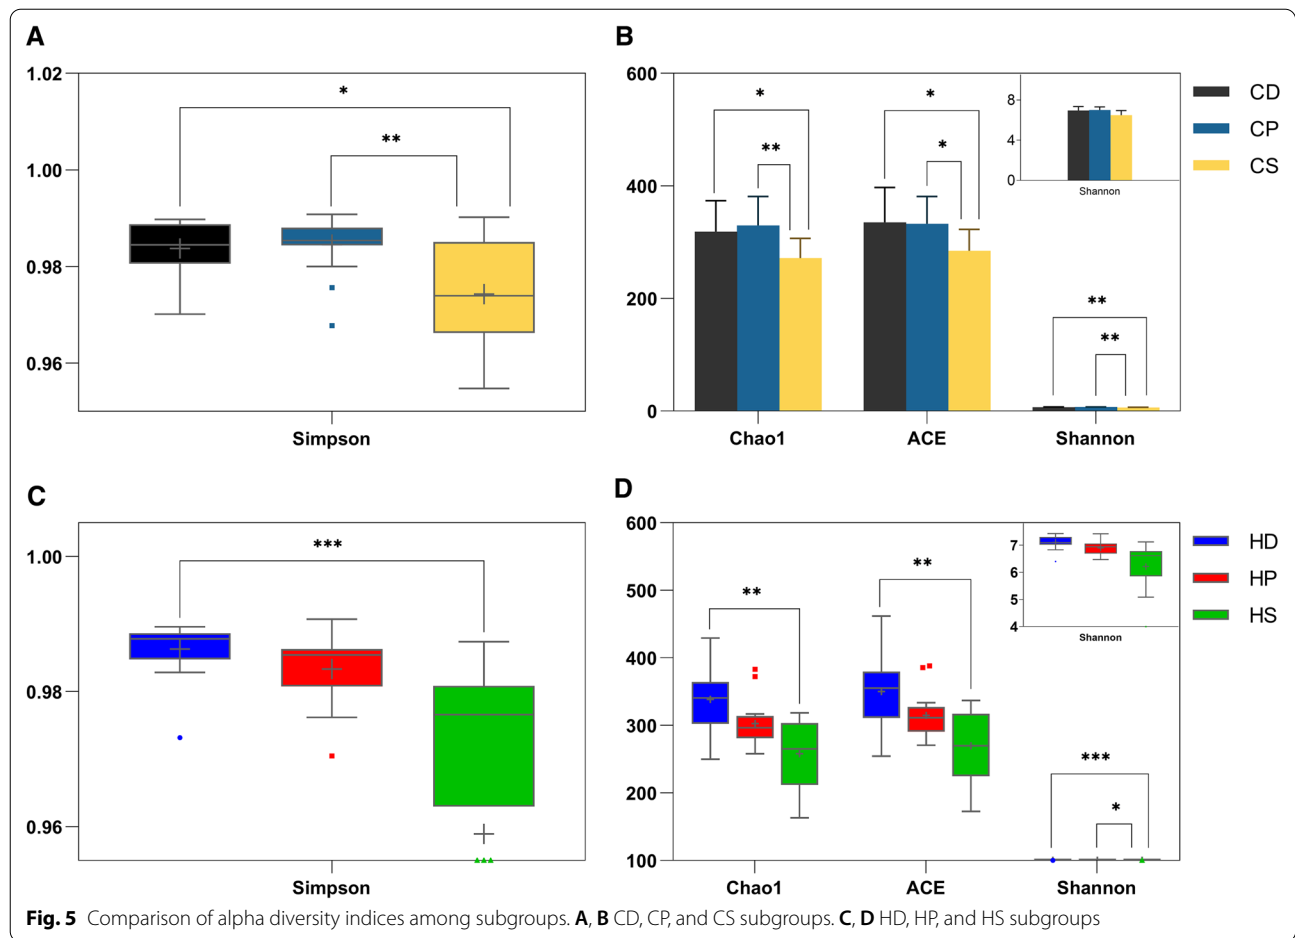 A
1.02
1.00
0.98
0.96
*
**
Simpson
B
600
400
200
0
*
**
*
*
**
**
Chao1
ACE
Shannon
8
4
0
Shannon
CD
CP
CS
C
1.00
0.98
0.96
***
Simpson
D
600
500
400
300
200
100
**
**
***
*
Chao1
ACE
Shannon
7
6
5
4
Shannon
HD
HP
HS
Fig. 5 Comparison of alpha diversity indices among subgroups. A, B CD, CP, and CS subgroups. C, D HD, HP, and HS subgroups